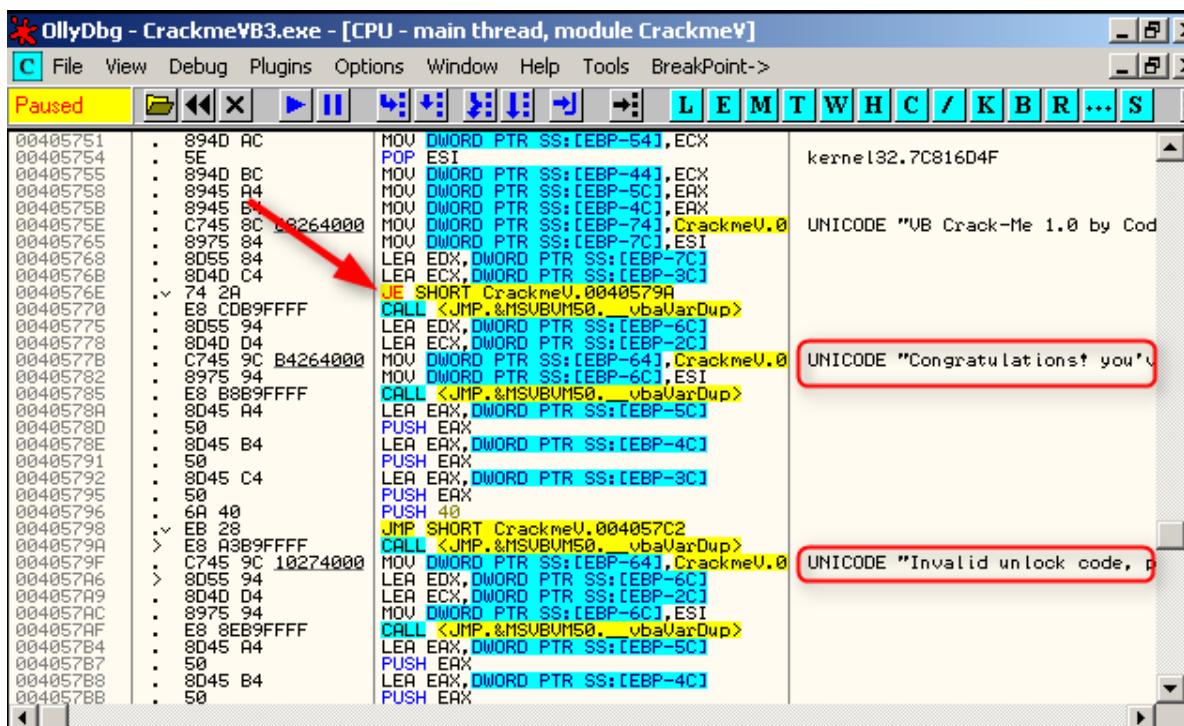 OllyDbg - CrackmeVB3.exe - [CPU - main thread, module CrackmeV]
C File View Debug Plugins Options Window Help Tools BreakPoint->
Paused L E M T W H C / K B R ... S
00405751 . 894D AC MOV DWORD PTR SS:[EBP-54],ECX
00405754 . 5E POP ESI kernel32.7C816D4F
00405755 . 894D BC MOV DWORD PTR SS:[EBP-44],ECX
00405758 . 8945 A4 MOV DWORD PTR SS:[EBP-5C],EAX
0040575B . 8945 B4 MOV DWORD PTR SS:[EBP-4C],EAX
0040575E . C745 8C 264000 MOV DWORD PTR SS:[EBP-74],CrackmeV.0 UNICODE "VB Crack-Me 1.0 by Cod
00405765 . 8975 84 MOV DWORD PTR SS:[EBP-7C],ESI
00405768 . 8D55 84 LEA EDX,DWORD PTR SS:[EBP-7C]
0040576B . 8D4D C4 LEA ECX,DWORD PTR SS:[EBP-3C]
0040576E .v 74 2A JE SHORT CrackmeV.0040579A
00405770 . E8 CDB9FFFF CALL <JMP.&MSVBVM50.__vbaVarDup>
00405775 . 8D55 94 LEA EDX,DWORD PTR SS:[EBP-6C]
00405778 . 8D4D D4 LEA ECX,DWORD PTR SS:[EBP-2C]
0040577B . C745 9C B4264000 MOV DWORD PTR SS:[EBP-64],CrackmeV.0 UNICODE "Congratulations! you'v
00405782 . 8975 94 MOV DWORD PTR SS:[EBP-6C],ESI
00405785 . E8 B8B9FFFF CALL <JMP.&MSVBVM50.__vbaVarDup>
0040578A . 8D45 A4 LEA EAX,DWORD PTR SS:[EBP-5C]
0040578D . 50 PUSH EAX
0040578E . 8D45 B4 LEA EAX,DWORD PTR SS:[EBP-4C]
00405791 . 50 PUSH EAX
00405792 . 8D45 C4 LEA EAX,DWORD PTR SS:[EBP-3C]
00405795 . 50 PUSH EAX
00405796 . 6A 40 PUSH 40
00405798 .v EB 28 JMP SHORT CrackmeV.004057C2
0040579A > E8 A3B9FFFF CALL <JMP.&MSVBVM50.__vbaVarDup>
0040579F . C745 9C 10274000 MOV DWORD PTR SS:[EBP-64],CrackmeV.0 UNICODE "Invalid unlock code, p
004057A6 > 8D55 94 LEA EDX,DWORD PTR SS:[EBP-6C]
004057A9 . 8D4D D4 LEA ECX,DWORD PTR SS:[EBP-2C]
004057AC . 8975 94 MOV DWORD PTR SS:[EBP-6C],ESI
004057AF . E8 8EB9FFFF CALL <JMP.&MSVBVM50.__vbaVarDup>
004057B4 . 8D45 A4 LEA EAX,DWORD PTR SS:[EBP-5C]
004057B7 . 50 PUSH EAX
004057B8 . 8D45 B4 LEA EAX,DWORD PTR SS:[EBP-4C]
004057BB . 50 PUSH EAX